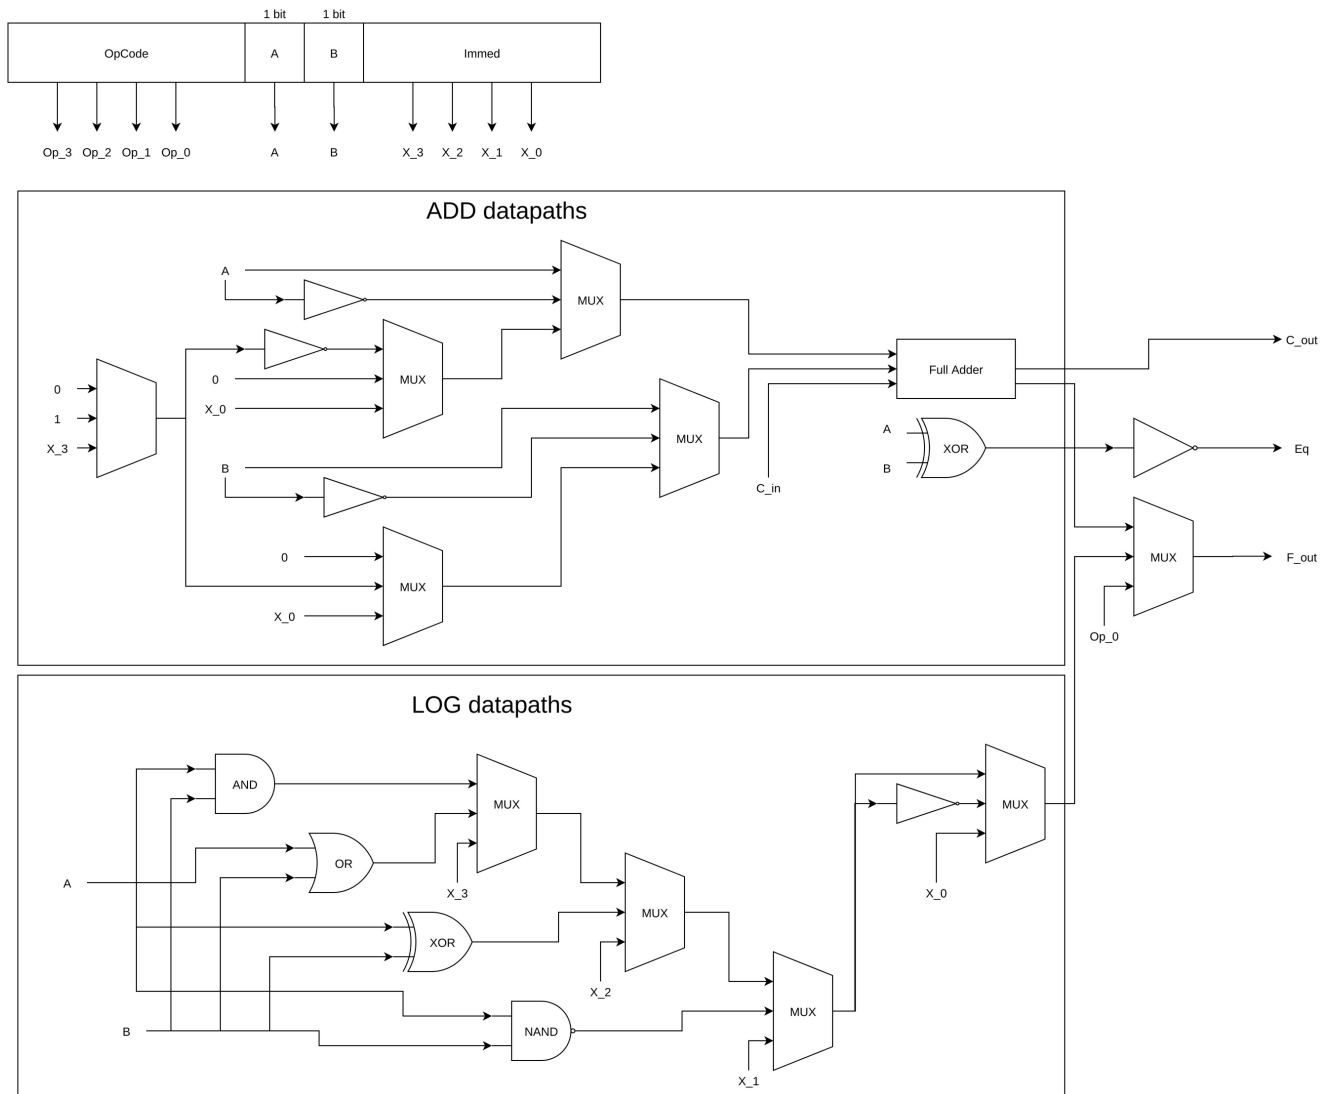 1 bit 1 bit
OpCode A B Immed
Op_3 Op_2 Op_1 Op_0 A B X_3 X_2 X_1 X_0
ADD datapaths
A
MUX
C_out
Full Adder
0
MUX
0
1
X_0
X_3
B
MUX
A
XOR
B
Eq
C_in
0
MUX
MUX
F_out
X_0
Op_0
LOG datapaths
AND
MUX
MUX
OR
A
X_3
X_0
MUX
XOR
X_2
B
NAND
MUX
X_1